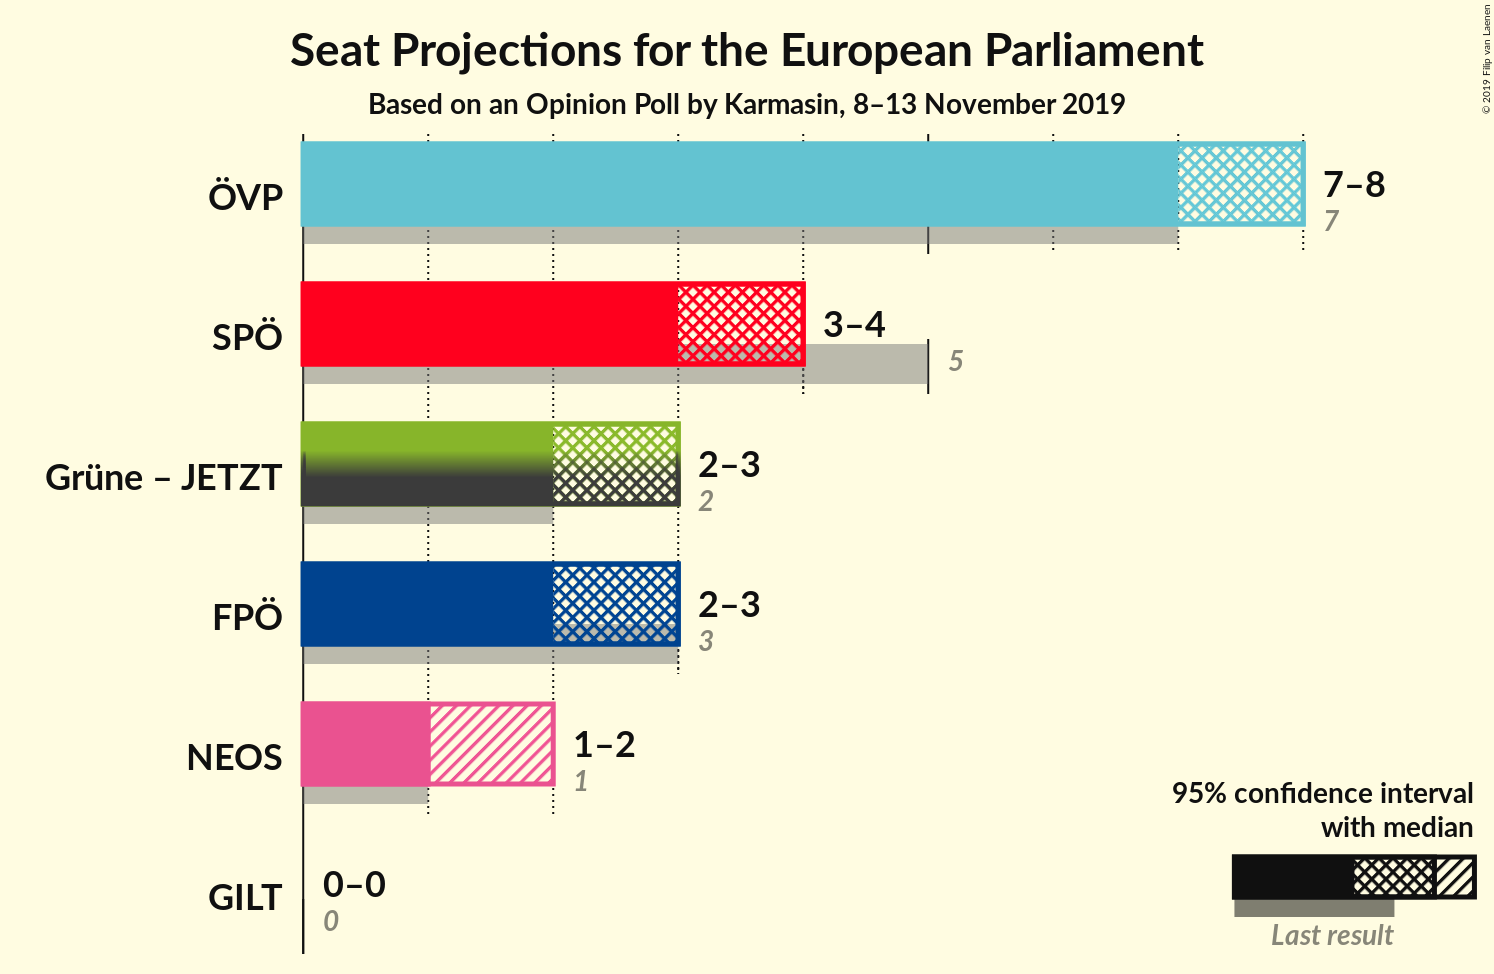 Seat Projections for the European Parliament
Based on an Opinion Poll by Karmasin, 8–13 November 2019
© 2019 Filip van Laenen
ÖVP
7–8
7
SPÖ
3–4
5
Grüne – JETZT
2–3
2
FPÖ
2–3
3
NEOS
1–2
1
GILT
0–0
0
95% confidence interval
with median
Last result